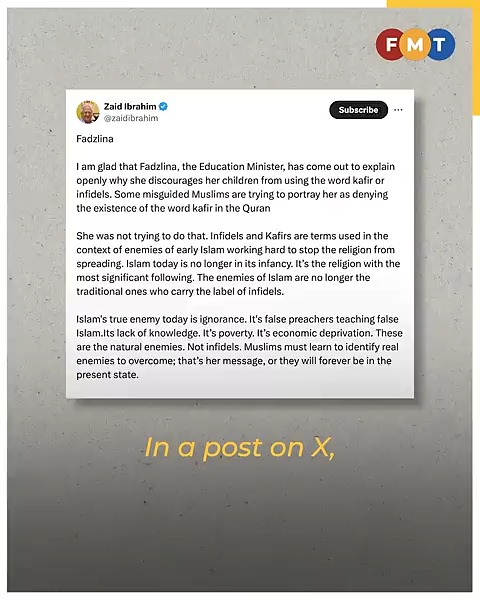 FMT
Zaid Ibrahim
@zaidibrahim
Subscribe
Fadzlina
I am glad that Fadzlina, the Education Minister, has come out to explain
openly why she discourages her children from using the word kafir or
infidels. Some misguided Muslims are trying to portray her as denying
the existence of the word kafir in the Quran
She was not trying to do that. Infidels and Kafirs are terms used in the
context of enemies of early Islam working hard to stop the religion from
spreading. Islam today is no longer in its infancy. It's the religion with the
most significant following. The enemies of Islam are no longer the
traditional ones who carry the label of infidels.
Islam's true enemy today is ignorance. It's false preachers teaching false
Islam.Its lack of knowledge. It's poverty. It's economic deprivation. These
are the natural enemies. Not infidels. Muslims must learn to identify real
enemies to overcome; that's her message, or they will forever be in the
present state.
In a post on X,